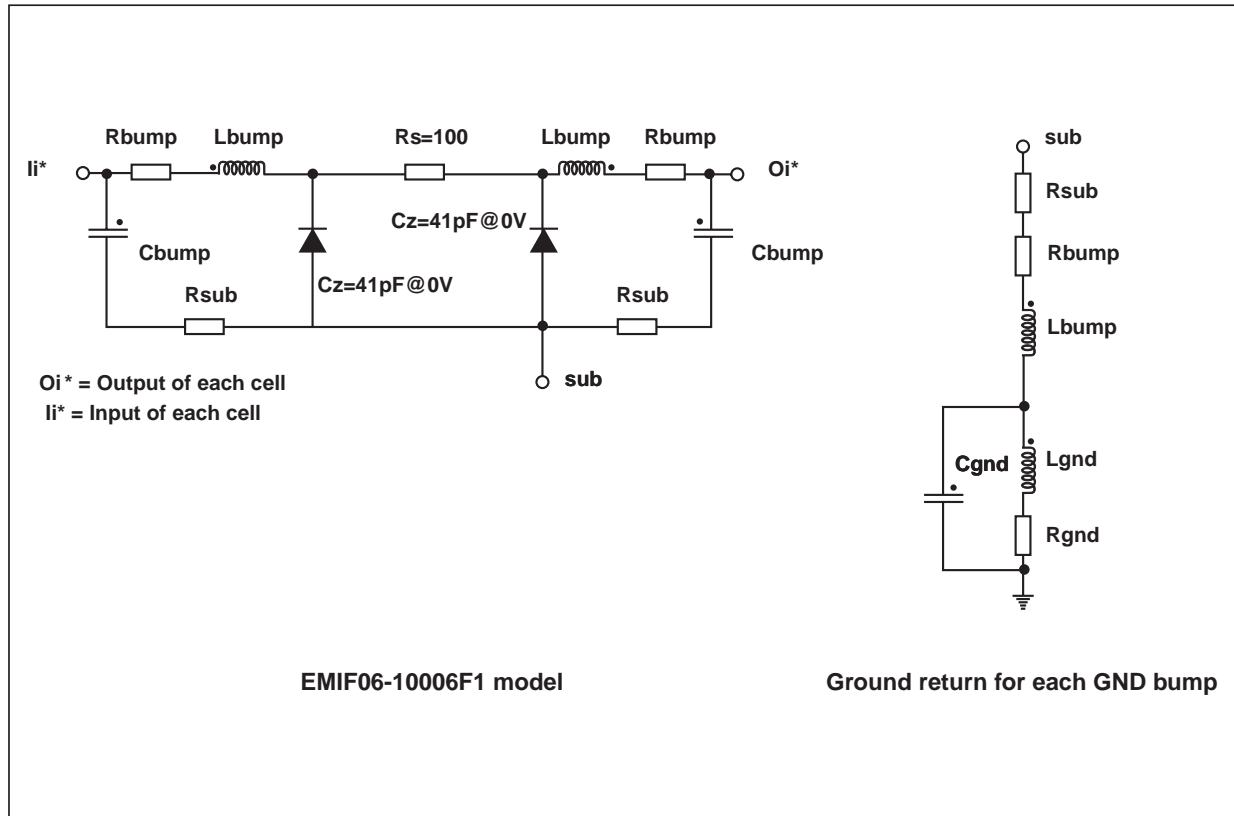 Rbump
Lbump
Rs=100
Lbump
Rbump
Ii*
Oi*
Cz=41pF@0V
Cbump
Cz=41pF@0V
Cbump
Rsub
Rsub
sub
Oi* = Output of each cell
Ii* = Input of each cell
sub
Rsub
Rbump
Lbump
Cgnd
Lgnd
Rgnd
EMIF06-10006F1 model
Ground return for each GND bump